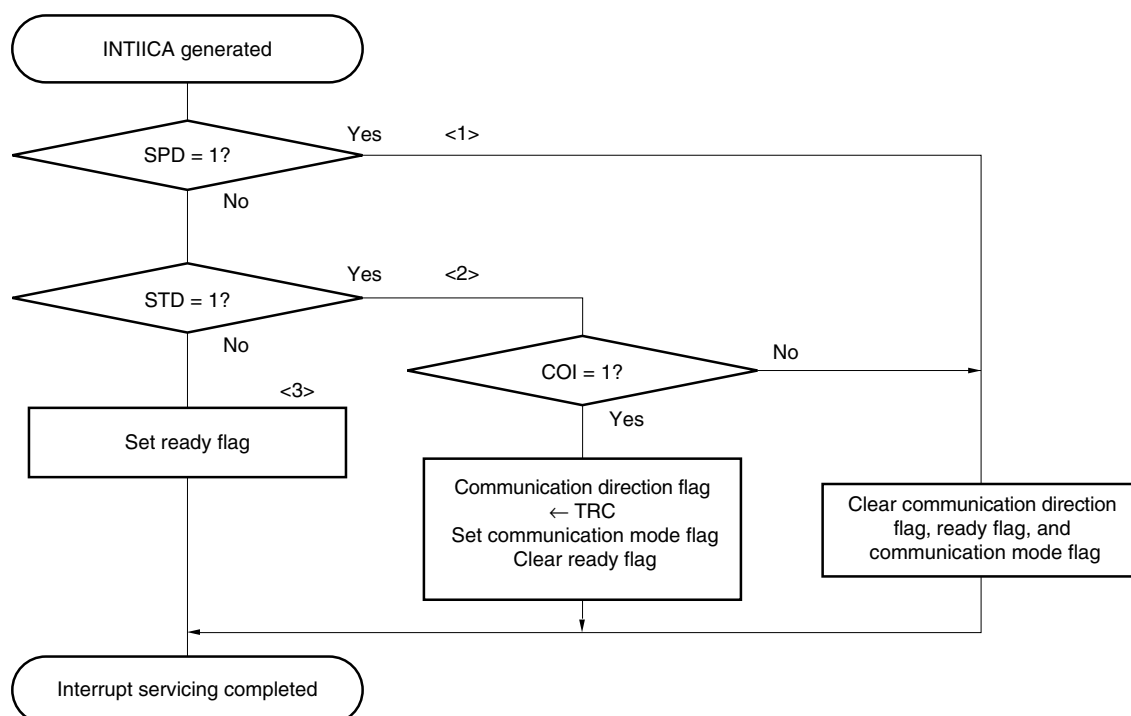 INTIICA generated
Yes
<1>
SPD = 1?
No
Yes
<2>
STD = 1?
No
No
COI = 1?
<3>
Yes
Set ready flag
Communication direction flag
← TRC
Set communication mode flag
Clear ready flag
Clear communication direction
flag, ready flag, and
communication mode flag
Interrupt servicing completed